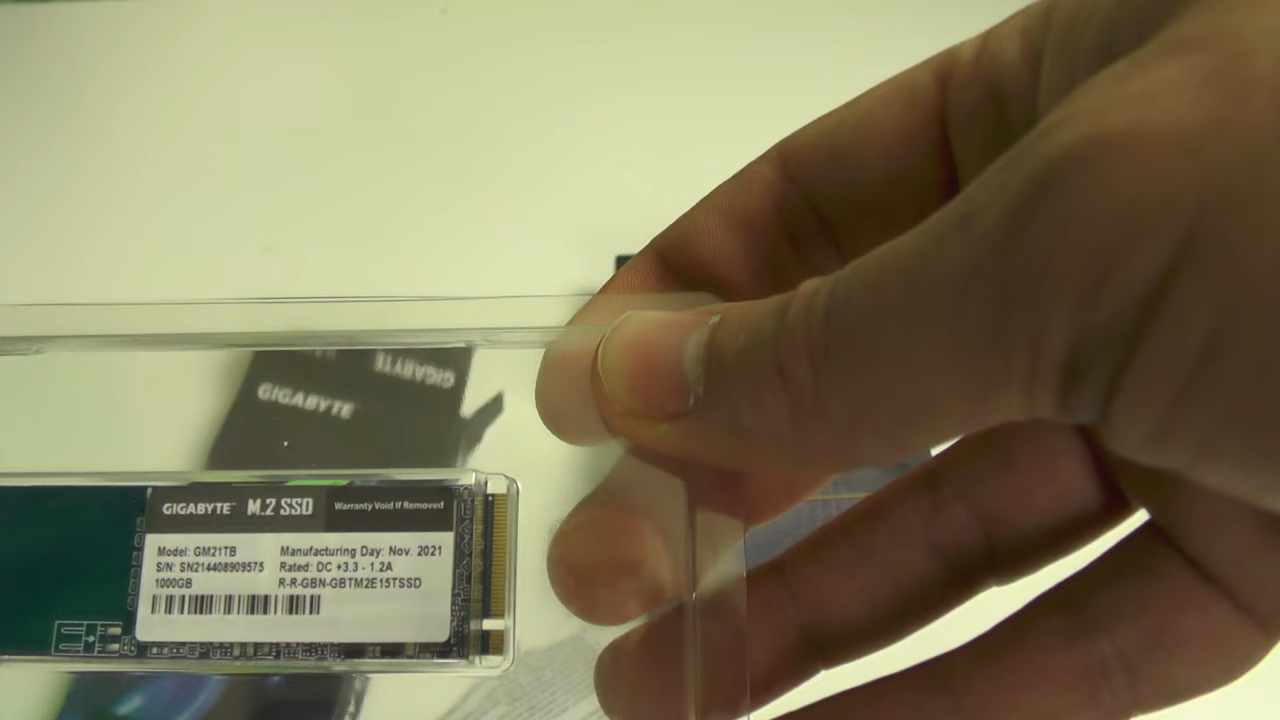 GIGABYTE
GIGABYTE
GIGABYTE™ M.2 SSD Warranty Void If Removed
Model: GM21TB Manufacturing Day: Nov. 2021
S/N: SN214408909575 Rated: DC +3.3 - 1.2A
1000GB R-R-GBN-GBTM2E15TSSD